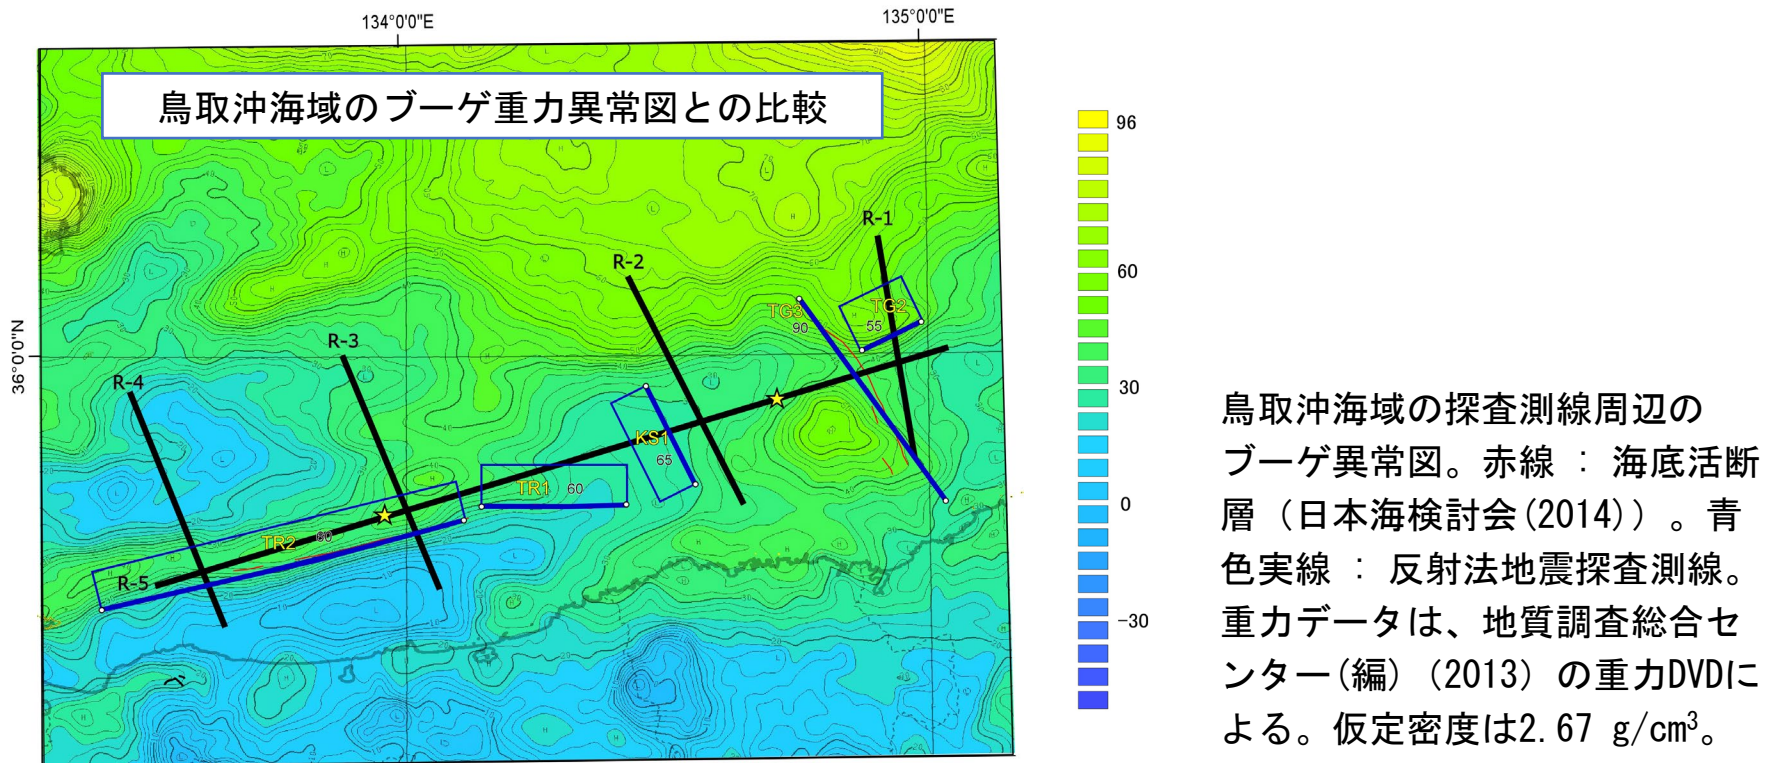 134°0'0"E
135°0'0"E
鳥取沖海域のブーゲ重力異常図との比較
96
R-1
R-2
60
TG3
TG2
90
55
36°0'0"N
R-3
R-4
30
鳥取沖海域の探査測線周辺の
ブーゲ異常図。赤線 : 海底活断
層 (日本海検討会(2014)) 。青
色実線 : 反射法地震探査測線。
重力データは、地質調査総合セ
ンター(編) (2013) の重力DVDに
よる。仮定密度は2.67 g/cm³。
KS1
65
TR1 60
0
TR2 60
R-5
-30